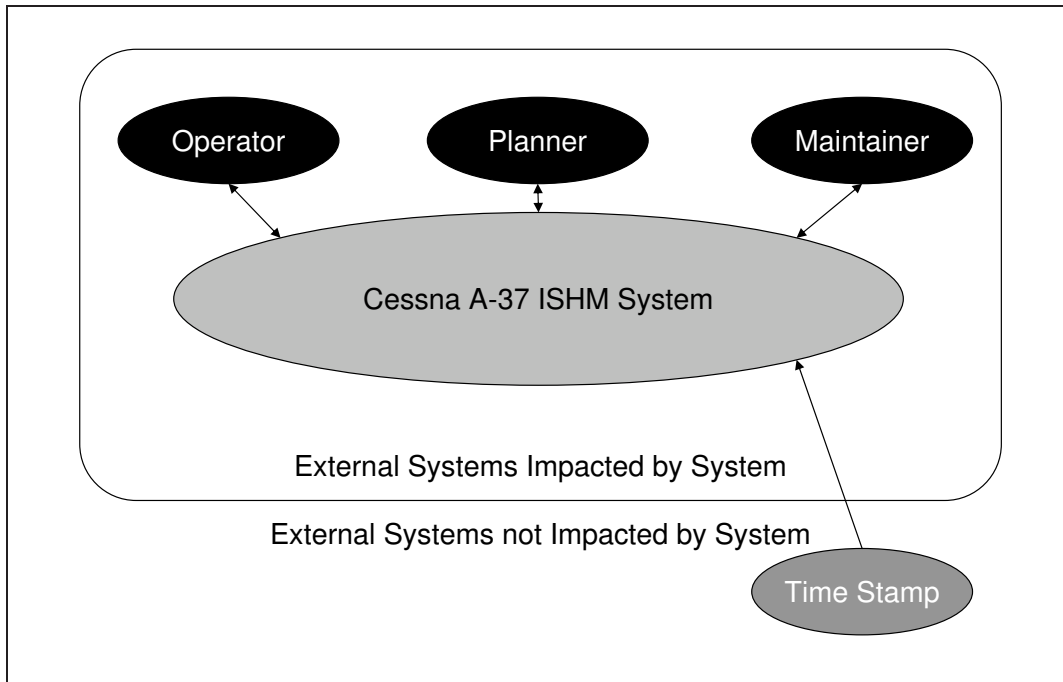 Operator
Planner
Maintainer
Cessna A-37 ISHM System
External Systems Impacted by System
External Systems not Impacted by System
Time Stamp